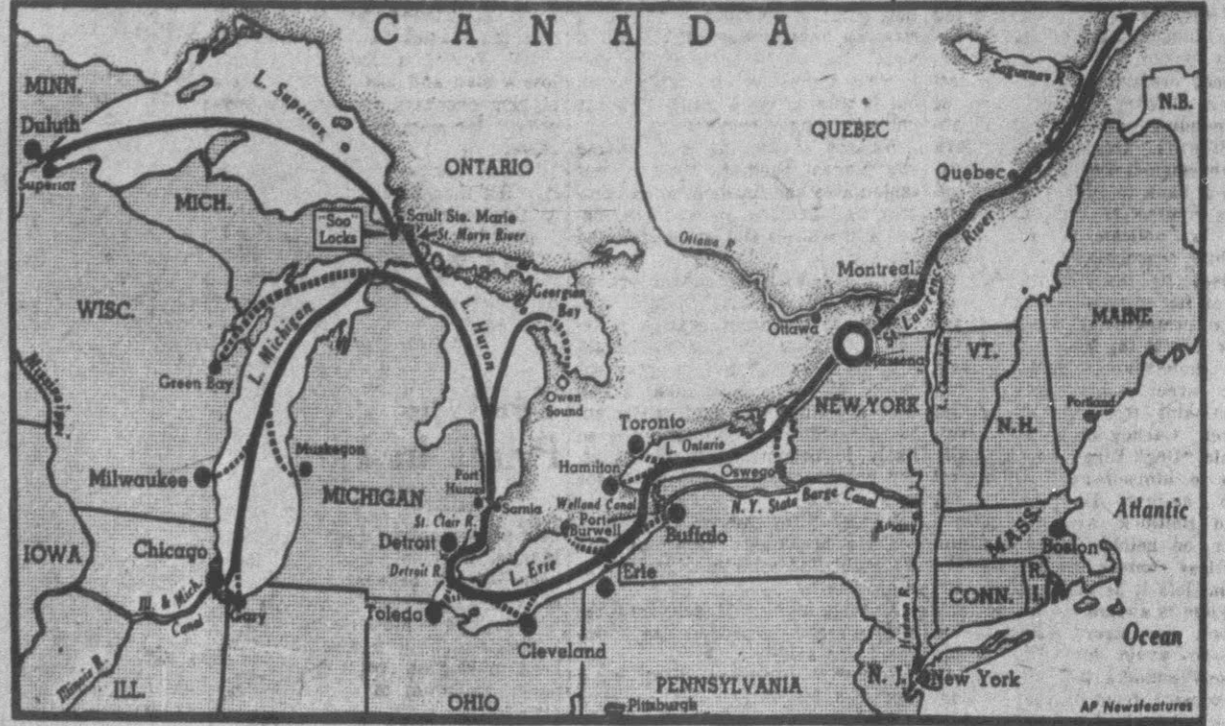 CANADA
MINN.
Duluth
Superior
L. Superior
ONTARIO
QUEBEC
Saguenay R.
N.B.
Quebec
MICH.
Soo
Locks
Sault Ste. Marie
St. Marys River
Ottawa R.
River
Montreal
St. Lawrence
WISC.
Georgian
Bay
L. Michigan
L. Huron
Ottawa
Massena
MAINE
VT.
Green Bay
Owen
Sound
NEW YORK
Portland
N.H.
Mississippi
Toronto
L. Ontario
Muskegon
Milwaukee
Hamilton
Oswego
MICHIGAN
Port
Huron
Sarnia
Welland Canal
N.Y. State Barge Canal
Atlantic
St. Clair R.
Port
Burwell
Buffalo
Albany
MASS.
Boston
IOWA
Chicago
Detroit
Detroit R.
L. Erie
Erie
R.
I.
CONN.
Ill. & Mich.
Canal
Gary
Toledo
Cleveland
Hudson R.
Ocean
Illinois R.
ILL.
OHIO
PENNSYLVANIA
N.J.
New York
Pittsburgh
AP Newsfeatures